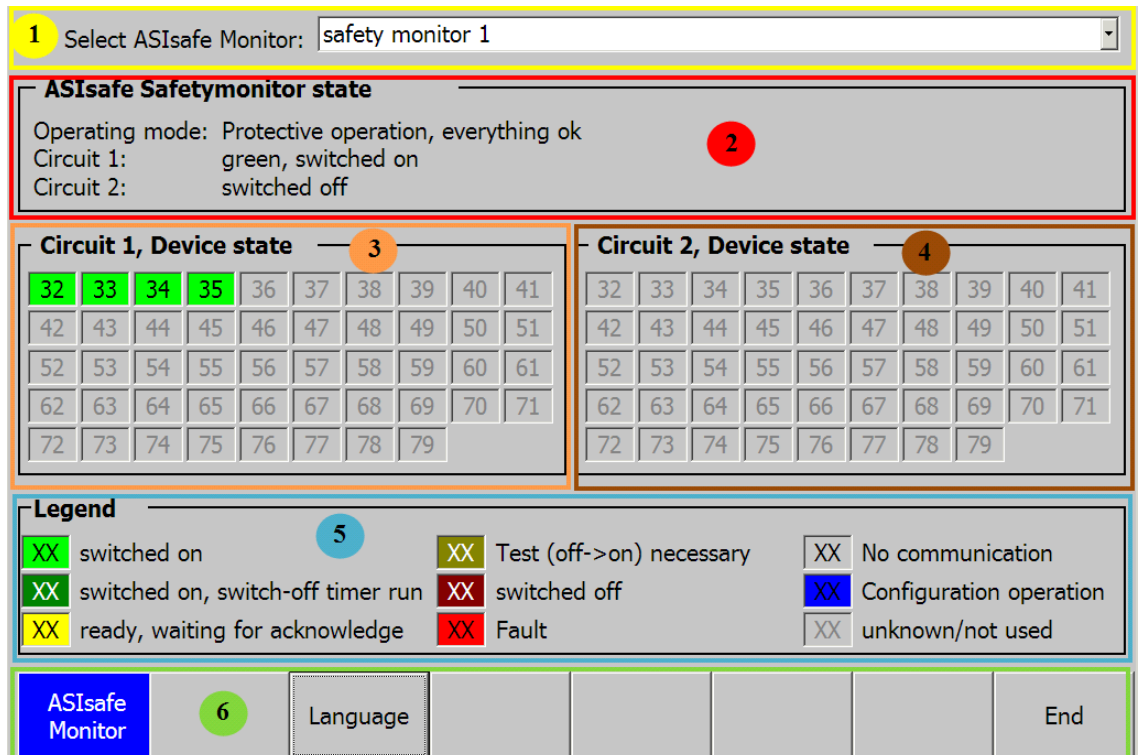 1 Select ASIsafe Monitor: safety monitor 1
ASIsafe Safetymonitor state
Operating mode: Protective operation, everything ok
Circuit 1: green, switched on
2
Circuit 2: switched off
Circuit 1, Device state 3
32 33 34 35 36 37 38 39 40 41
42 43 44 45 46 47 48 49 50 51
52 53 54 55 56 57 58 59 60 61
62 63 64 65 66 67 68 69 70 71
72 73 74 75 76 77 78 79
Circuit 2, Device state 4
32 33 34 35 36 37 38 39 40 41
42 43 44 45 46 47 48 49 50 51
52 53 54 55 56 57 58 59 60 61
62 63 64 65 66 67 68 69 70 71
72 73 74 75 76 77 78 79
Legend
5
XX switched on XX Test (off->on) necessary XX No communication
XX switched on, switch-off timer run XX switched off XX Configuration operation
XX ready, waiting for acknowledge XX Fault XX unknown/not used
ASIsafe
Monitor
6
Language
End